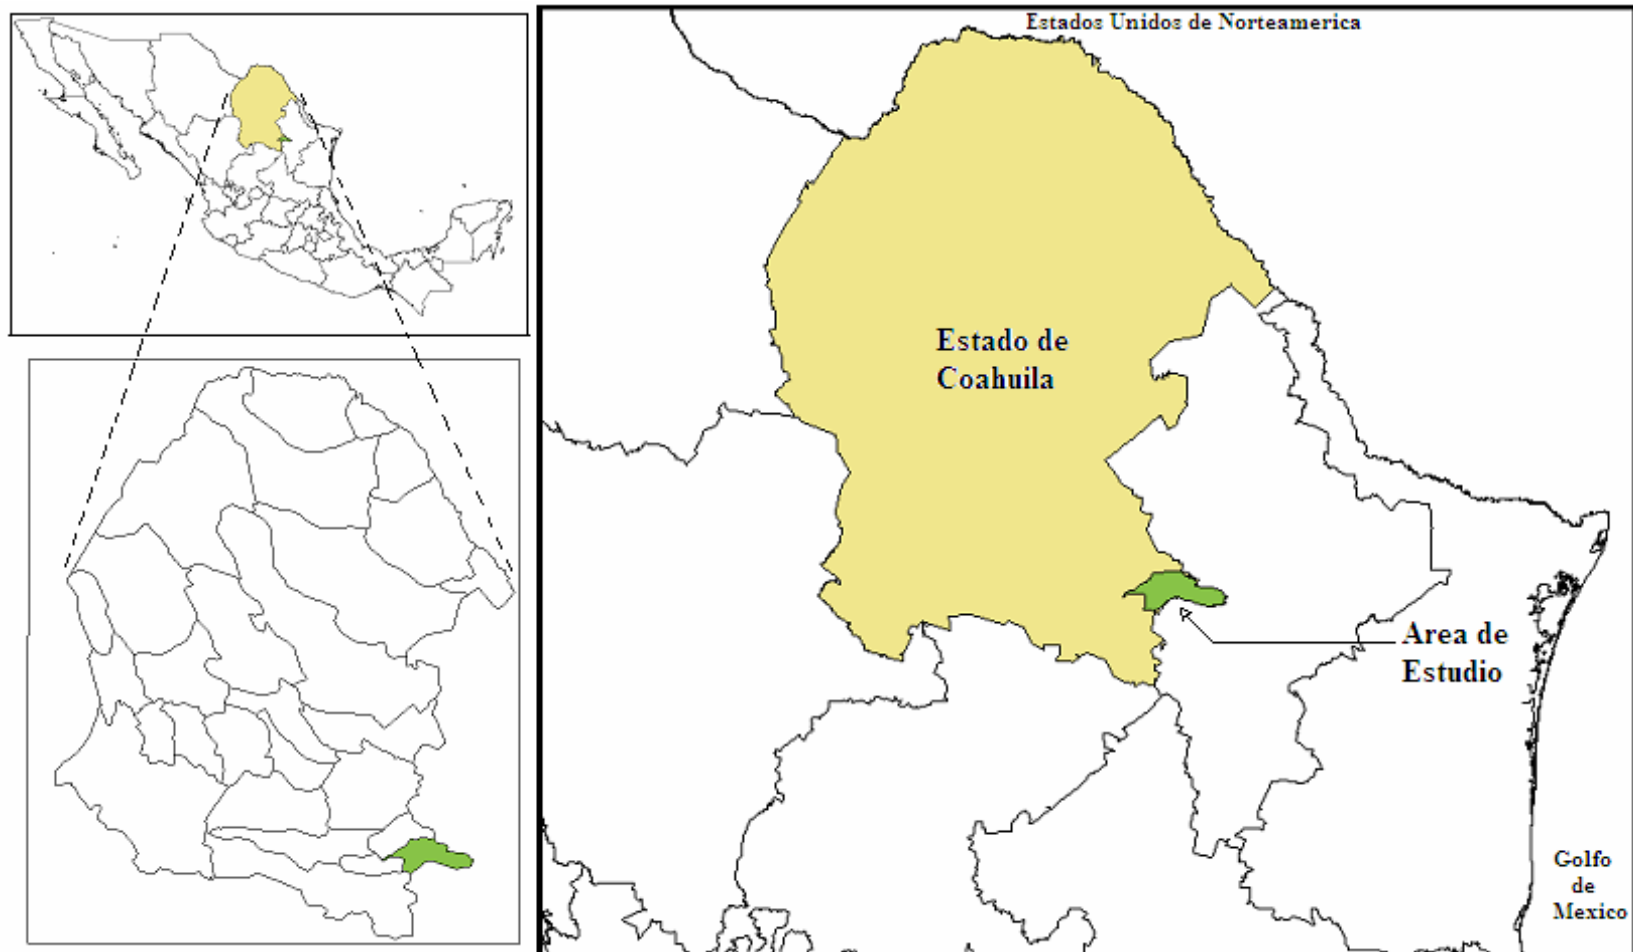 Estados Unidos de Norteamerica
Estado de
Coahuila
Area de
Estudio
Golfo
de
Mexico